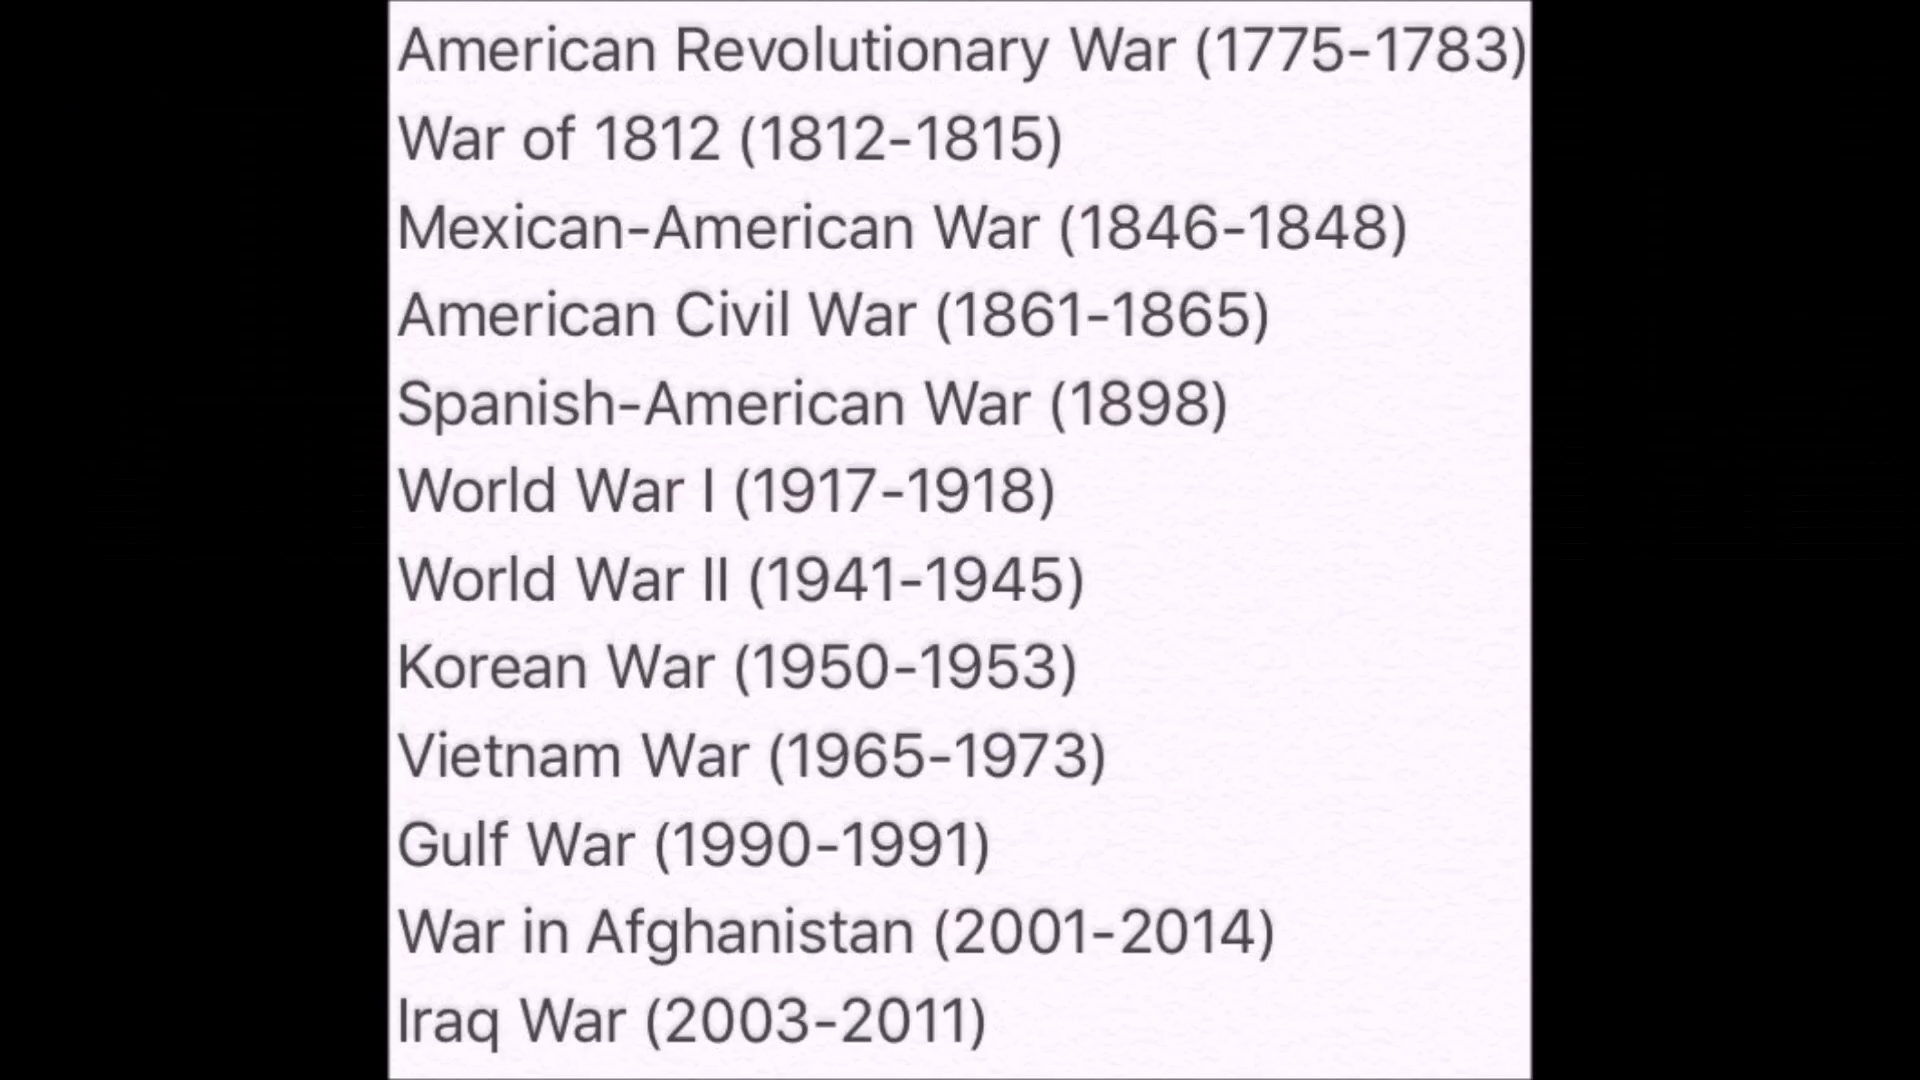 American Revolutionary War (1775-1783)
War of 1812 (1812-1815)
Mexican-American War (1846-1848)
American Civil War (1861-1865)
Spanish-American War (1898)
World War I (1917-1918)
World War II (1941-1945)
Korean War (1950-1953)
Vietnam War (1965-1973)
Gulf War (1990-1991)
War in Afghanistan (2001-2014)
Iraq War (2003-2011)